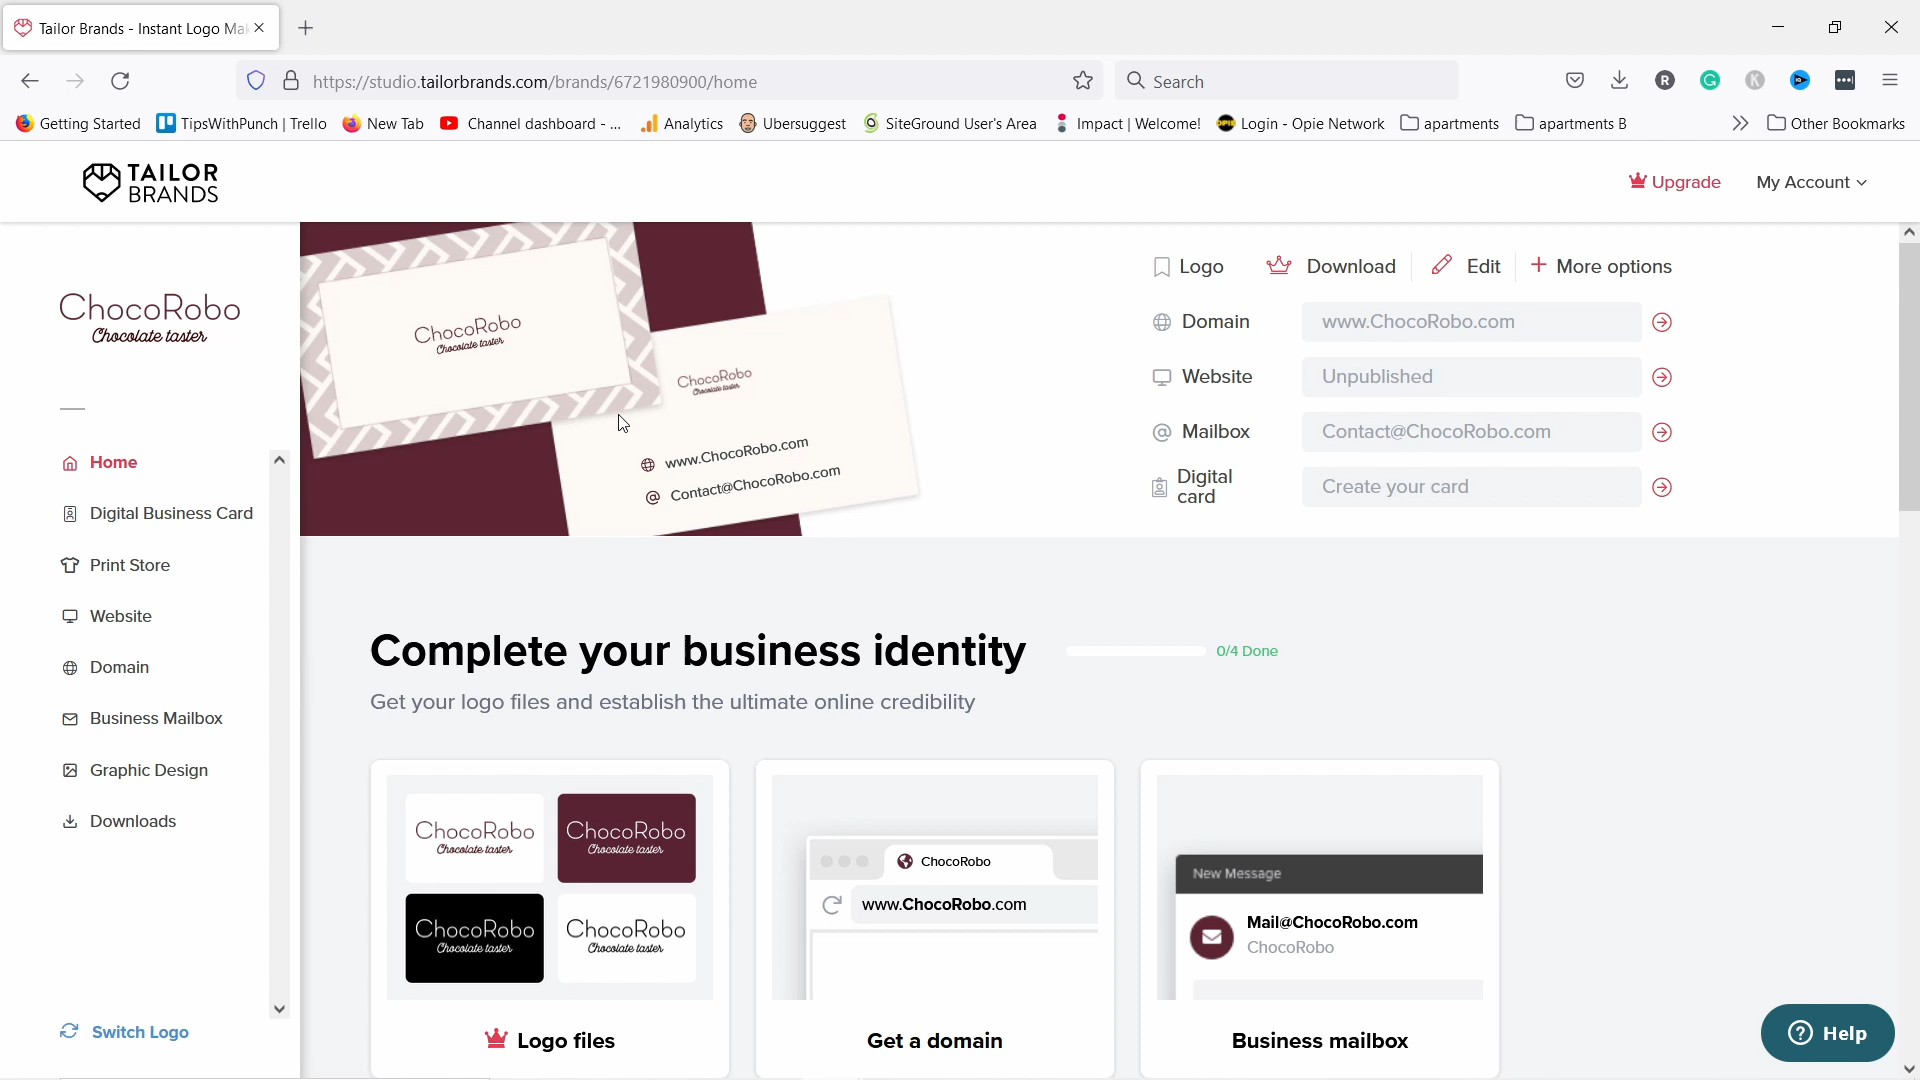 Tailor Brands - Instant Logo Ma
https://studio.tailorbrands.com/brands/6721980900/home
Search
Getting Started
TipsWithPunch | Trello
New Tab
Channel dashboard - ...
Analytics
Ubersuggest
SiteGround User's Area
Impact | Welcome!
Login - Opie Network
apartments
apartments B
Other Bookmarks
TAILOR
BRANDS
Upgrade
My Account
ChocoRobo
Chocolate taster
Home
Digital Business Card
Print Store
Website
Domain
Business Mailbox
Graphic Design
Downloads
Switch Logo
ChocoRobo
Chocolate taster
ChocoRobo
Chocolate taster
www.ChocoRobo.com
@ Contact@ChocoRobo.com
Logo
Download
Edit
+ More options
Domain
www.ChocoRobo.com
Website
Unpublished
@ Mailbox
Contact@ChocoRobo.com
Digital
card
Create your card
Complete your business identity
0/4 Done
Get your logo files and establish the ultimate online credibility
ChocoRobo
Chocolate taster
ChocoRobo
Chocolate taster
ChocoRobo
Chocolate taster
ChocoRobo
Chocolate taster
Logo files
ChocoRobo
www.ChocoRobo.com
Get a domain
New Message
Mail@ChocoRobo.com
ChocoRobo
Business mailbox
? Help